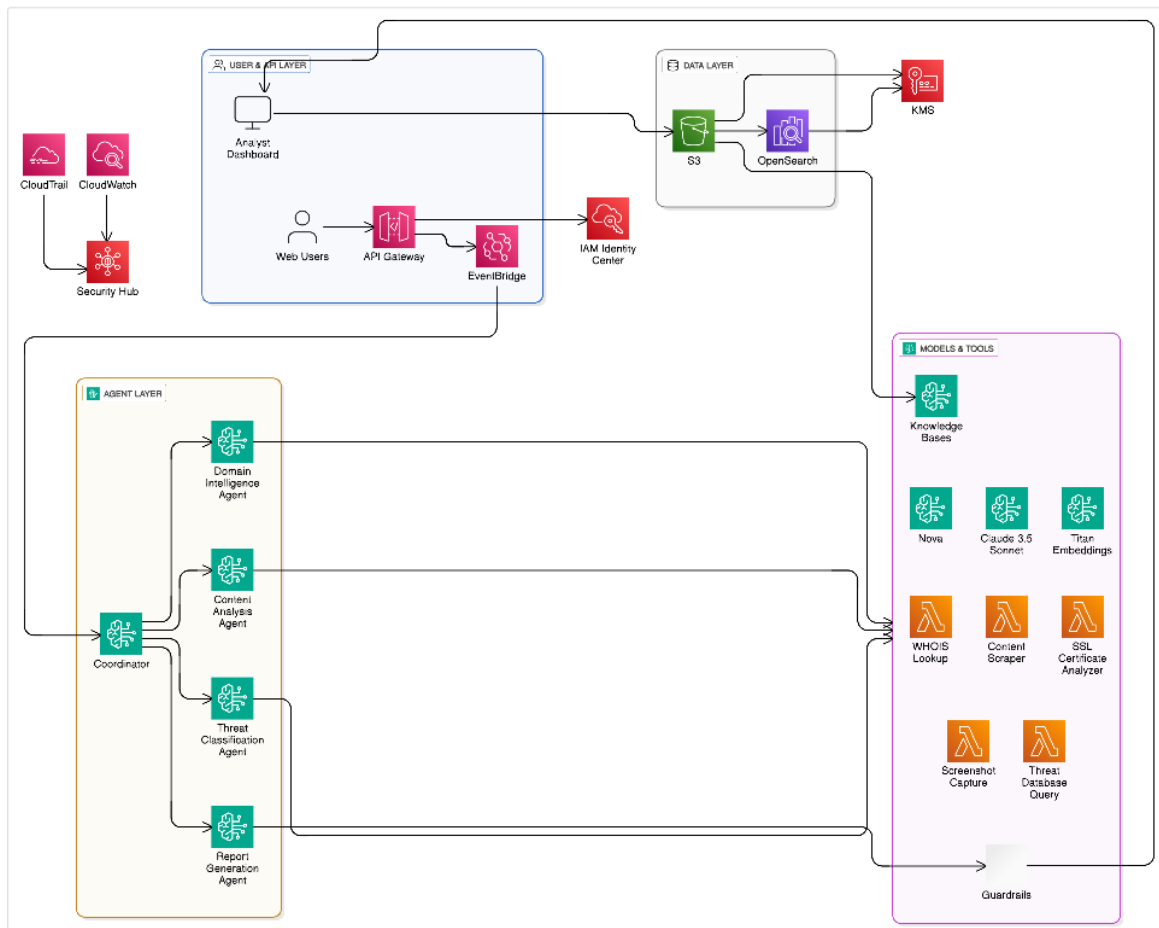 USER & API LAYER
DATA LAYER
Analyst
Dashboard
S3
OpenSearch
KMS
CloudTrail
CloudWatch
Security Hub
Web Users
API Gateway
EventBridge
IAM Identity
Center
AGENT LAYER
Domain
Intelligence
Agent
Content
Analysis
Agent
Coordinator
Threat
Classification
Agent
Report
Generation
Agent
MODELS & TOOLS
Knowledge
Bases
Nova
Claude 3.5
Sonnet
Titan
Embeddings
WHOIS
Lookup
Content
Scraper
SSL
Certificate
Analyzer
Screenshot
Capture
Threat
Database
Query
Guardrails